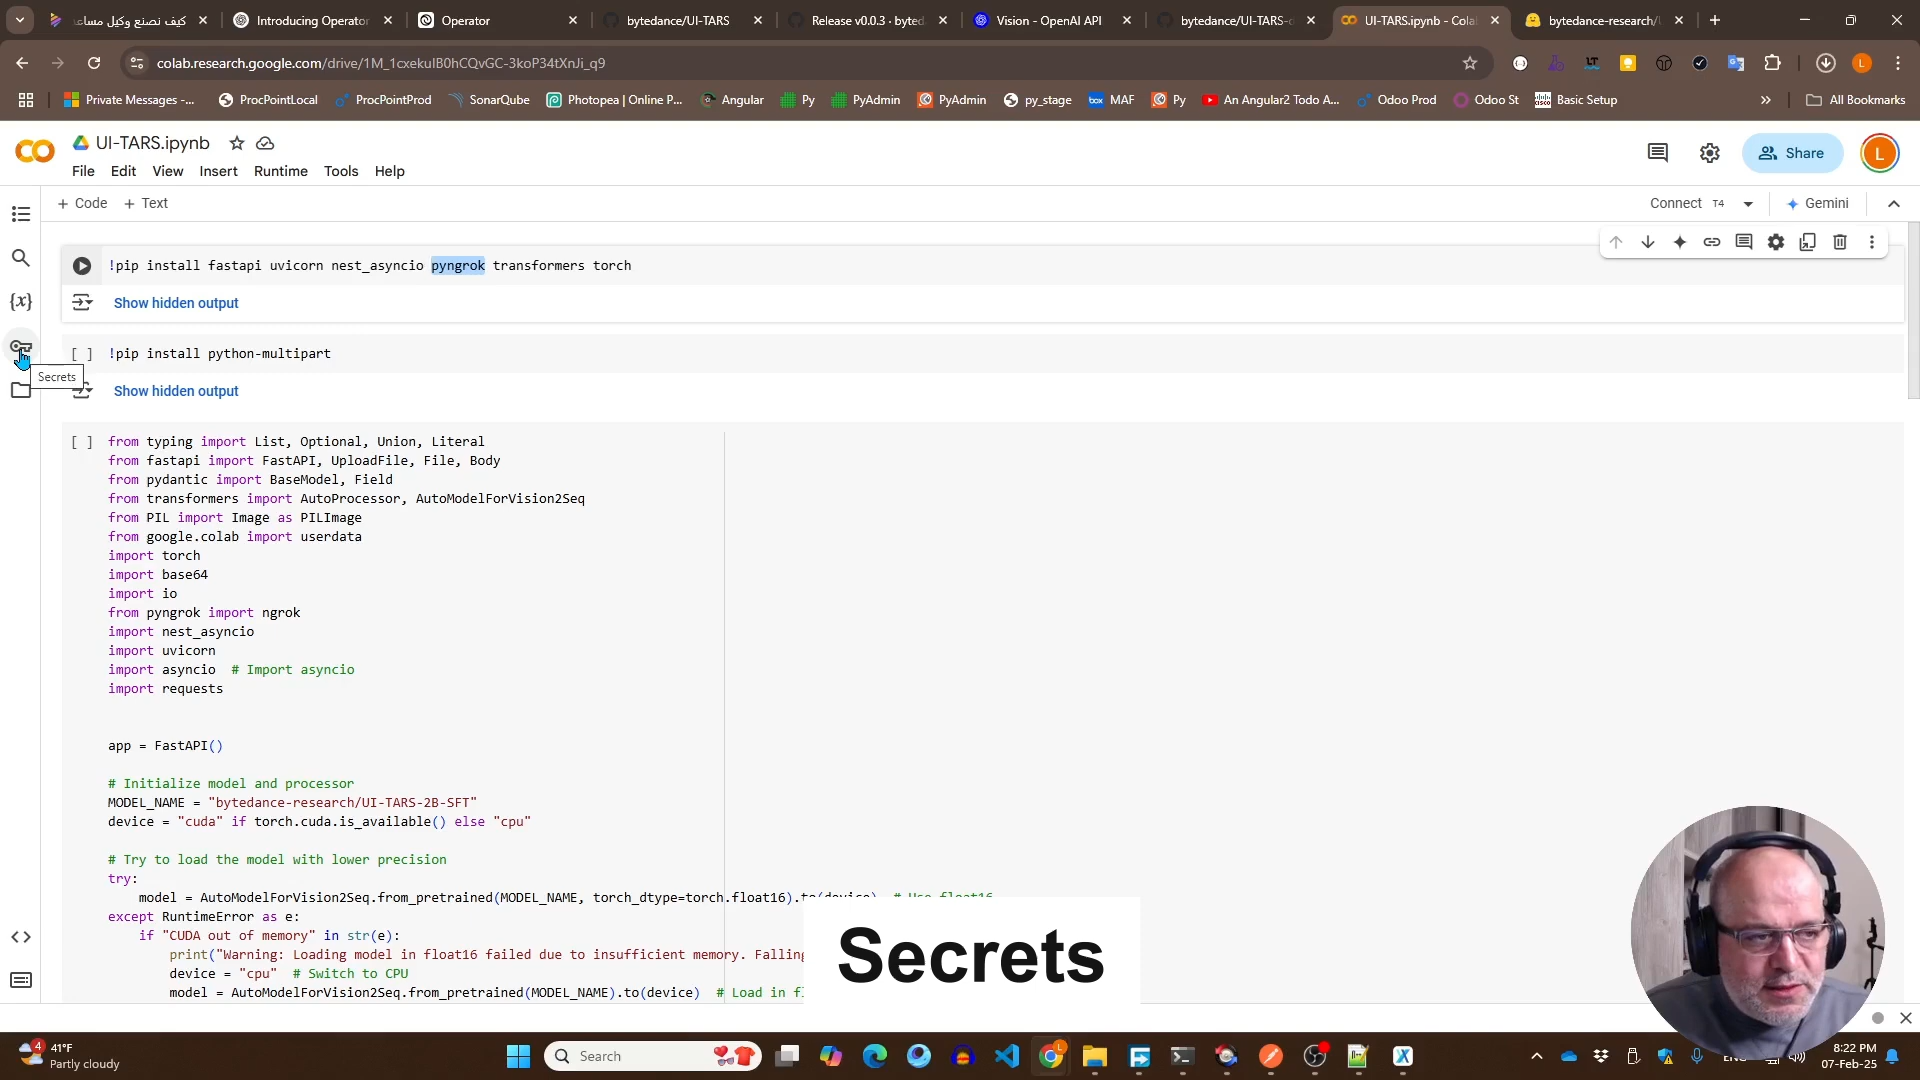 كيف نصنع وكيل مساعد
Introducing Operator
Operator
bytedance/UI-TARS
Release v0.0.3 · byted
Vision - OpenAI API
bytedance/UI-TARS-d
UI-TARS.ipynb - Cola
bytedance-research/
colab.research.google.com/drive/1M_1cxekuIB0hCQvGC-3koP34tXnJi_q9
Private Messages -...
ProcPointLocal
ProcPointProd
SonarQube
Photopea | Online P...
Angular
Py
PyAdmin
PyAdmin
py_stage
MAF
Py
An Angular2 Todo A...
Odoo Prod
Odoo St
Basic Setup
All Bookmarks
UI-TARS.ipynb
Share
L
File Edit View Insert Runtime Tools Help
+ Code + Text
Connect T4
Gemini
!pip install fastapi uvicorn nest_asyncio pyngrok transformers torch
Show hidden output
[ ] !pip install python-multipart
Secrets
Show hidden output
[ ] from typing import List, Optional, Union, Literal
from fastapi import FastAPI, UploadFile, File, Body
from pydantic import BaseModel, Field
from transformers import AutoProcessor, AutoModelForVision2Seq
from PIL import Image as PILImage
from google.colab import userdata
import torch
import base64
import io
from pyngrok import ngrok
import nest_asyncio
import uvicorn
import asyncio # Import asyncio
import requests
app = FastAPI()
# Initialize model and processor
MODEL_NAME = "bytedance-research/UI-TARS-2B-SFT"
device = "cuda" if torch.cuda.is_available() else "cpu"
# Try to load the model with lower precision
try:
model = AutoModelForVision2Seq.from_pretrained(MODEL_NAME, torch_dtype=torch.float16).to(device) # Use float16
except RuntimeError as e:
if "CUDA out of memory" in str(e):
print("Warning: Loading model in float16 failed due to insufficient memory. Falling
device = "cpu" # Switch to CPU
model = AutoModelForVision2Seq.from_pretrained(MODEL_NAME).to(device) # Load in fl
Secrets
4
41°F
Partly cloudy
Search
ENG
8:22 PM
07-Feb-25